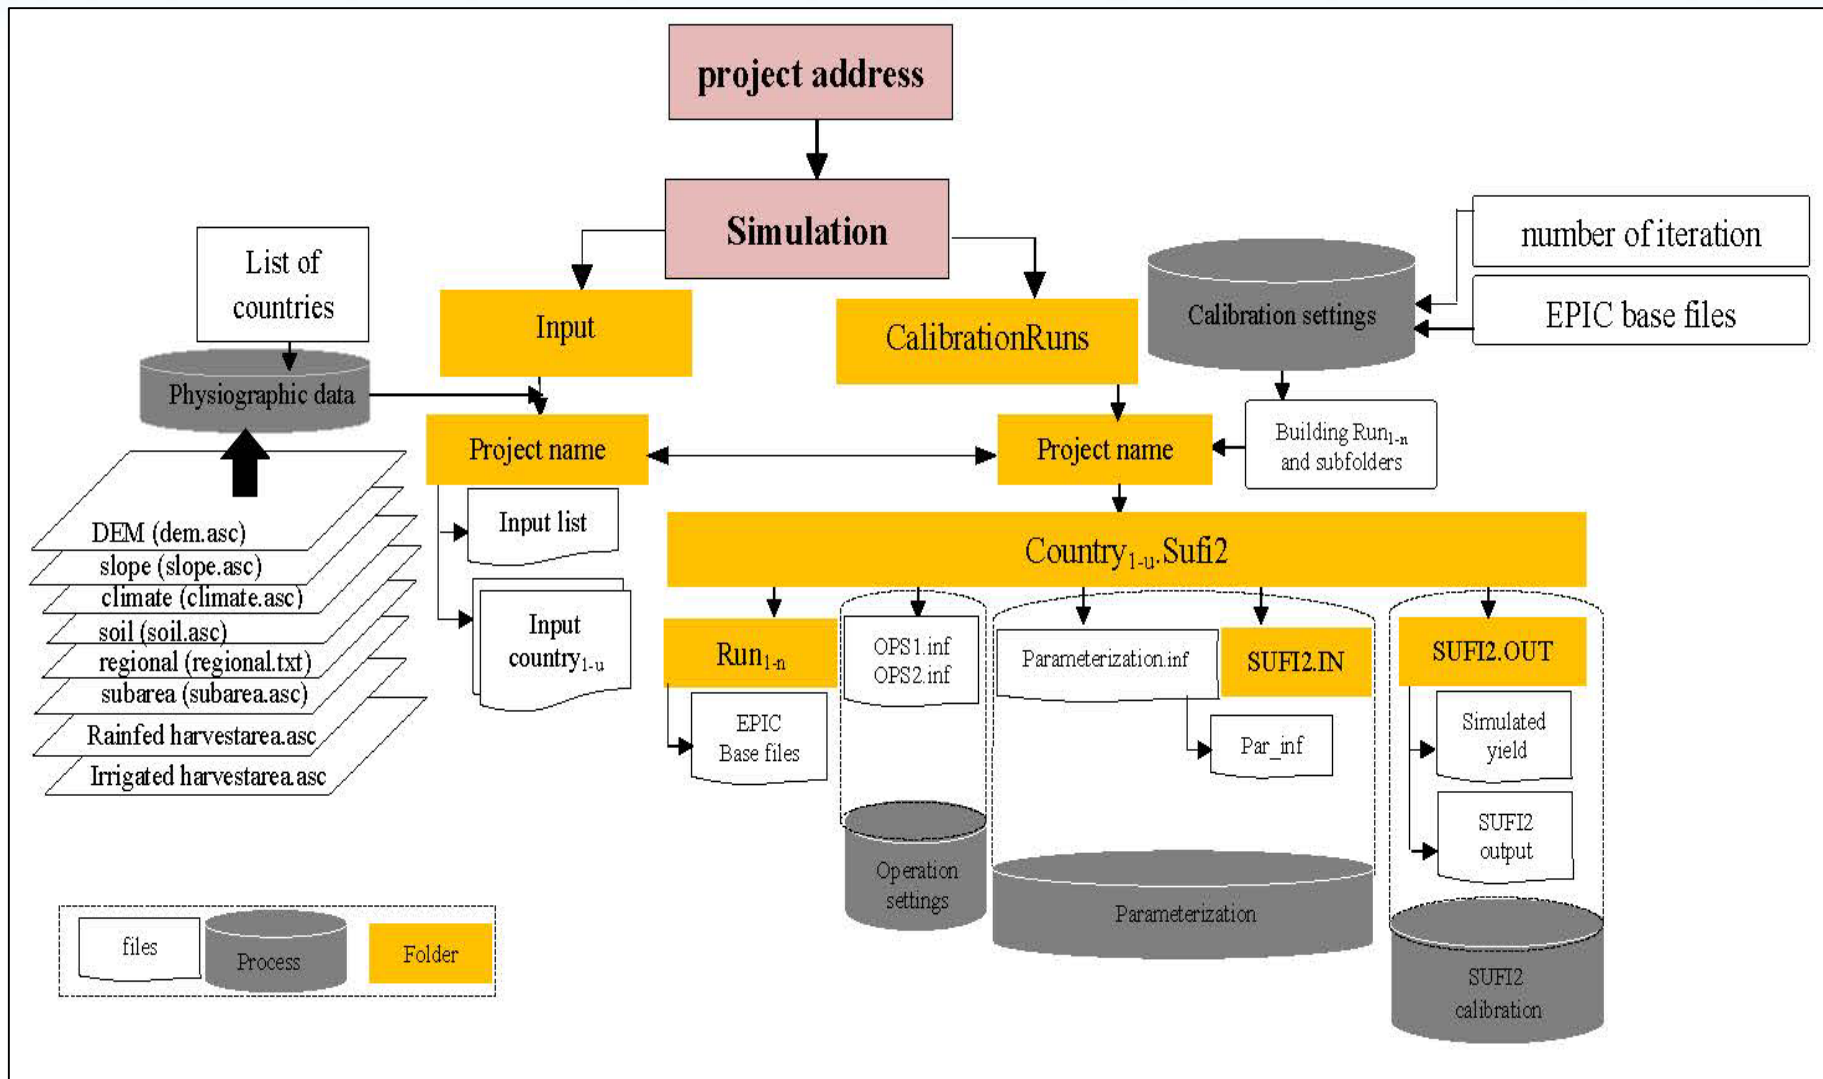 project address
Simulation
List of
countries
Physiographic data
Input
CalibrationRuns
Calibration settings
number of iteration
EPIC base files
Building Run1-n
and subfolders
Project name
Project name
Input list
Input
country1-u
DEM (dem.asc)
slope (slope.asc)
climate (climate.asc)
soil (soil.asc)
regional (regional.txt)
subarea (subarea.asc)
Rainfed harvestarea.asc
Irrigated harvestarea.asc
Country1-u.Sufi2
Run1-n
EPIC
Base files
OPS1.inf
OPS2.inf
Operation
settings
Parameterization.inf
SUFI2.IN
Par_inf
Parameterization
SUFI2.OUT
Simulated
yield
SUFI2
output
SUFI2
calibration
files
Process
Folder